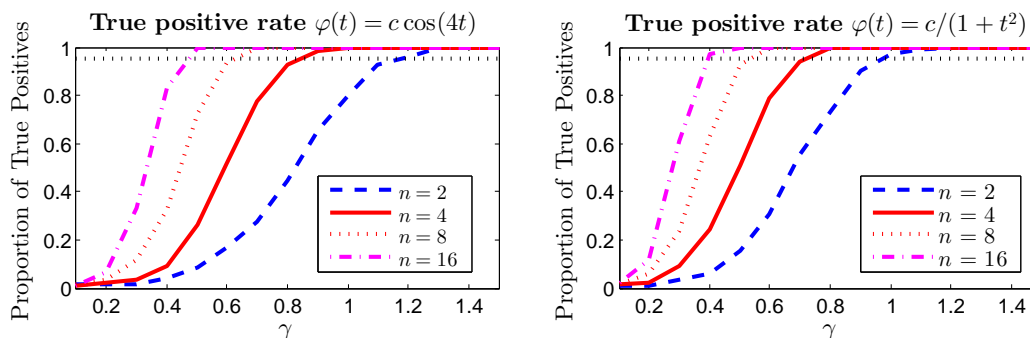 True positive rate φ(t) = c cos(4t)
Proportion of True Positives
1
0.8
0.6
0.4
0.2
0
n = 2
n = 4
n = 8
n = 16
0.2 0.4 0.6 0.8 1 1.2 1.4
γ
True positive rate φ(t) = c/(1 + t²)
Proportion of True Positives
1
0.8
0.6
0.4
0.2
0
n = 2
n = 4
n = 8
n = 16
0.2 0.4 0.6 0.8 1 1.2 1.4
γ